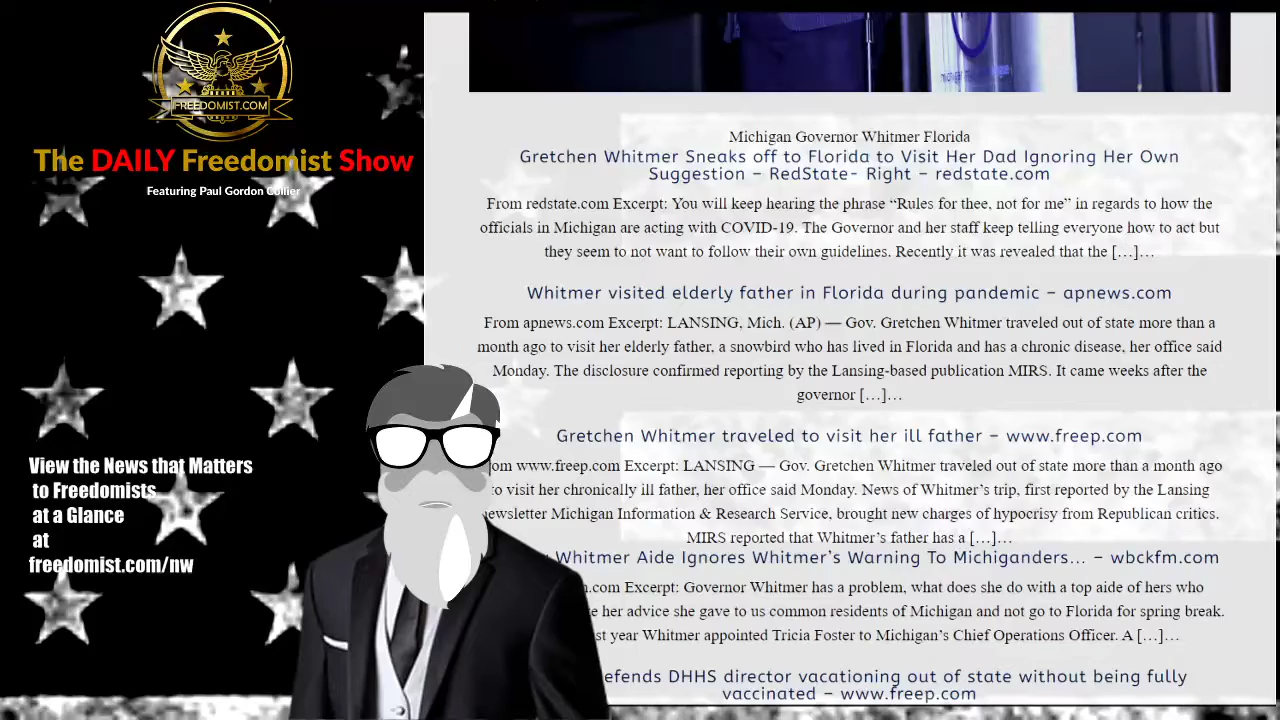 FREEDOMIST.COM
The DAILY Freedomist Show
Featuring Paul Gordon Collier
View the News that Matters
to Freedomists
at a Glance
at
freedomist.com/nw
Michigan Governor Whitmer Florida
Gretchen Whitmer Sneaks off to Florida to Visit Her Dad Ignoring Her Own
Suggestion – RedState- Right – redstate.com
From redstate.com Excerpt: You will keep hearing the phrase “Rules for thee, not for me” in regards to how the
officials in Michigan are acting with COVID-19. The Governor and her staff keep telling everyone how to act but
they seem to not want to follow their own guidelines. Recently it was revealed that the […]…
Whitmer visited elderly father in Florida during pandemic – apnews.com
From apnews.com Excerpt: LANSING, Mich. (AP) — Gov. Gretchen Whitmer traveled out of state more than a
month ago to visit her elderly father, a snowbird who has lived in Florida and has a chronic disease, her office said
Monday. The disclosure confirmed reporting by the Lansing-based publication MIRS. It came weeks after the
governor […]…
Gretchen Whitmer traveled to visit her ill father – www.freep.com
om www.freep.com Excerpt: LANSING — Gov. Gretchen Whitmer traveled out of state more than a month ago
to visit her chronically ill father, her office said Monday. News of Whitmer’s trip, first reported by the Lansing
newsletter Michigan Information & Research Service, brought new charges of hypocrisy from Republican critics.
MIRS reported that Whitmer’s father has a […]…
Whitmer Aide Ignores Whitmer’s Warning To Michiganders… – wbckfm.com
.com Excerpt: Governor Whitmer has a problem, what does she do with a top aide of hers who
her advice she gave to us common residents of Michigan and not go to Florida for spring break.
st year Whitmer appointed Tricia Foster to Michigan’s Chief Operations Officer. A […]…
efends DHHS director vacationing out of state without being fully
vaccinated – www.freep.com